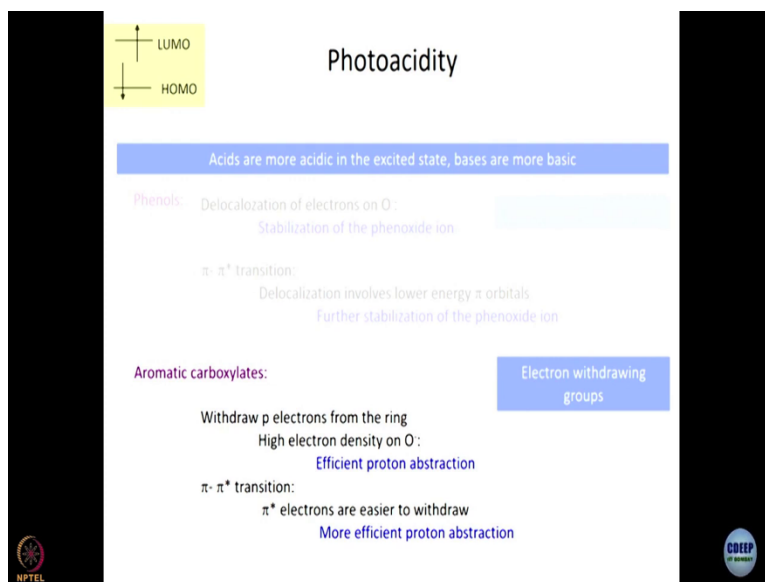 LUMO
HOMO
Photoacidity
Acids are more acidic in the excited state, bases are more basic
Phenols: Delocalozation of electrons on O⁻:
Stabilization of the phenoxide ion
π- π* transition:
Delocalization involves lower energy π orbitals
Further stabilization of the phenoxide ion
Aromatic carboxylates:
Electron withdrawing
groups
Withdraw p electrons from the ring
High electron density on O⁻:
Efficient proton abstraction
π- π* transition:
π* electrons are easier to withdraw
More efficient proton abstraction
NPTEL
CDEEP
IIT BOMBAY